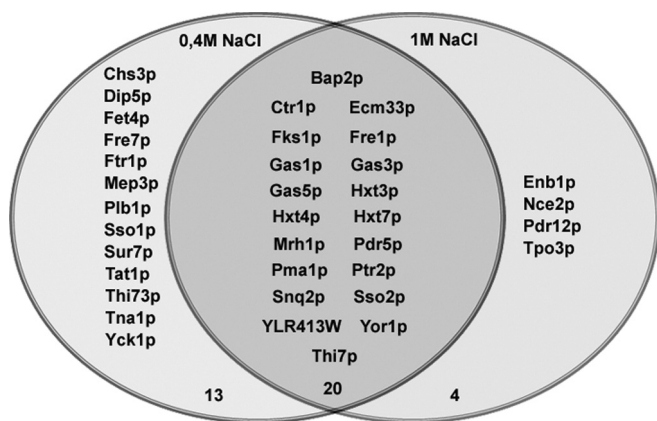 0,4M NaCl
1M NaCl
Chs3p
Dip5p
Fet4p
Fre7p
Ftr1p
Mep3p
Plb1p
Sso1p
Sur7p
Tat1p
Thi73p
Tna1p
Yck1p
13
Bap2p
Ctr1p Ecm33p
Fks1p Fre1p
Gas1p Gas3p
Gas5p Hxt3p
Hxt4p Hxt7p
Mrh1p Pdr5p
Pma1p Ptr2p
Snq2p Sso2p
YLR413W Yor1p
Thi7p
20
Enb1p
Nce2p
Pdr12p
Tpo3p
4